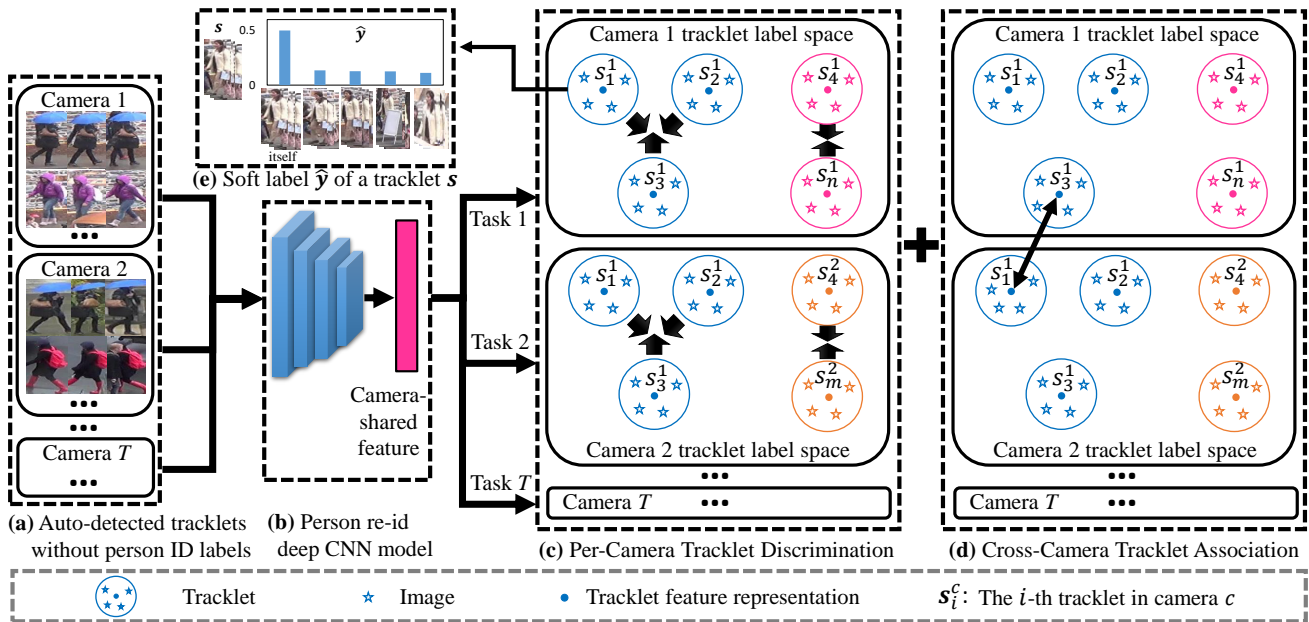 s
0.5
ŷ
0
itself
(e) Soft label ŷ of a tracklet s
Camera 1
•••
Camera 2
•••
•••
Camera T
•••
(a) Auto-detected tracklets
without person ID labels
Camera-
shared
feature
(b) Person re-id
deep CNN model
Task 1
Task 2
Task T
Camera 1 tracklet label space
s₁¹ s₂¹ s₄¹
s₃¹ sₙ¹
s₁¹ s₂¹ s₄²
s₃¹ sₘ²
Camera 2 tracklet label space
•••
Camera T •••
(c) Per-Camera Tracklet Discrimination
+
Camera 1 tracklet label space
s₁¹ s₂¹ s₄¹
s₃¹ sₙ¹
s₁¹ s₂¹ s₄²
s₃¹ sₘ²
Camera 2 tracklet label space
•••
Camera T •••
(d) Cross-Camera Tracklet Association
Tracklet Image Tracklet feature representation sᵢᶜ: The i-th tracklet in camera c